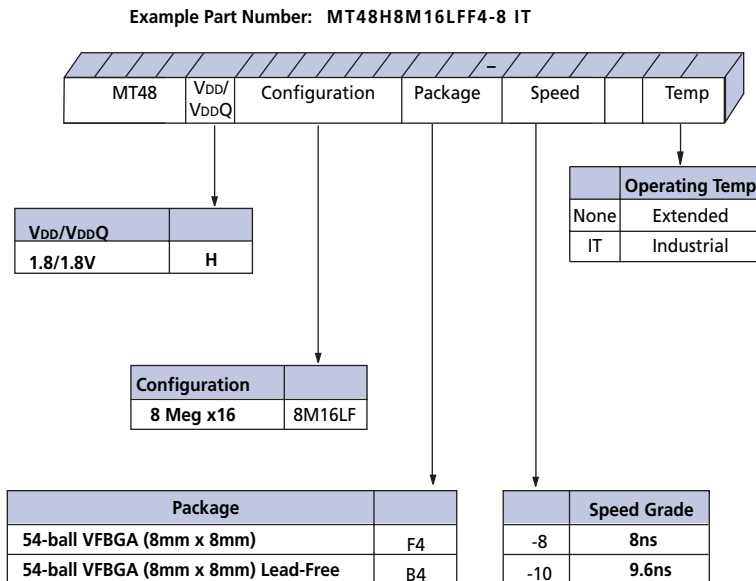 Example Part Number: MT48H8M16LFF4-8 IT
–
MT48 VDD/ VDDQ Configuration Package Speed Temp
Operating Temp
None Extended
IT Industrial
VDD/VDDQ
1.8/1.8V H
Configuration
8 Meg x16 8M16LF
Package
54-ball VFBGA (8mm x 8mm) F4
54-ball VFBGA (8mm x 8mm) Lead-Free B4
Speed Grade
-8 8ns
-10 9.6ns